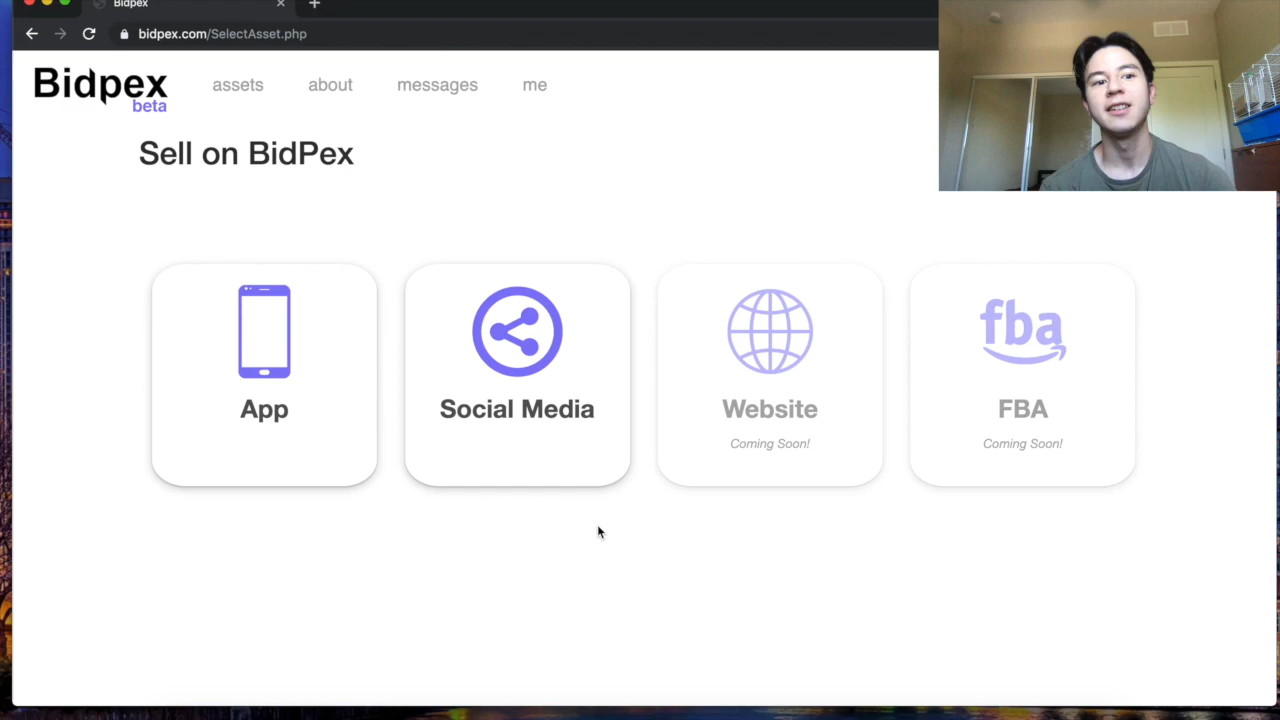 Bidpex
bidpex.com/SelectAsset.php
Bidpex
beta
assets
about
messages
me
Sell on BidPex
App
Social Media
Website
Coming Soon!
fba
FBA
Coming Soon!